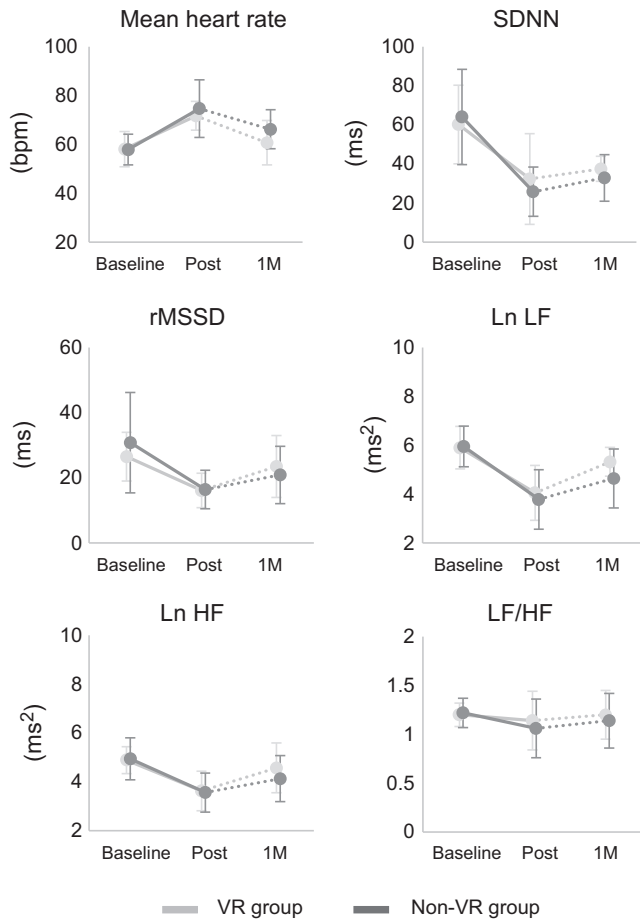 Mean heart rate
100
80
60
40
20
(bpm)
Baseline Post 1M
SDNN
100
80
60
40
20
0
(ms)
Baseline Post 1M
rMSSD
60
40
20
0
(ms)
Baseline Post 1M
Ln LF
10
8
6
4
2
(ms²)
Baseline Post 1M
Ln HF
10
8
6
4
2
(ms²)
Baseline Post 1M
LF/HF
2
1.5
1
0.5
0
Baseline Post 1M
VR group Non-VR group